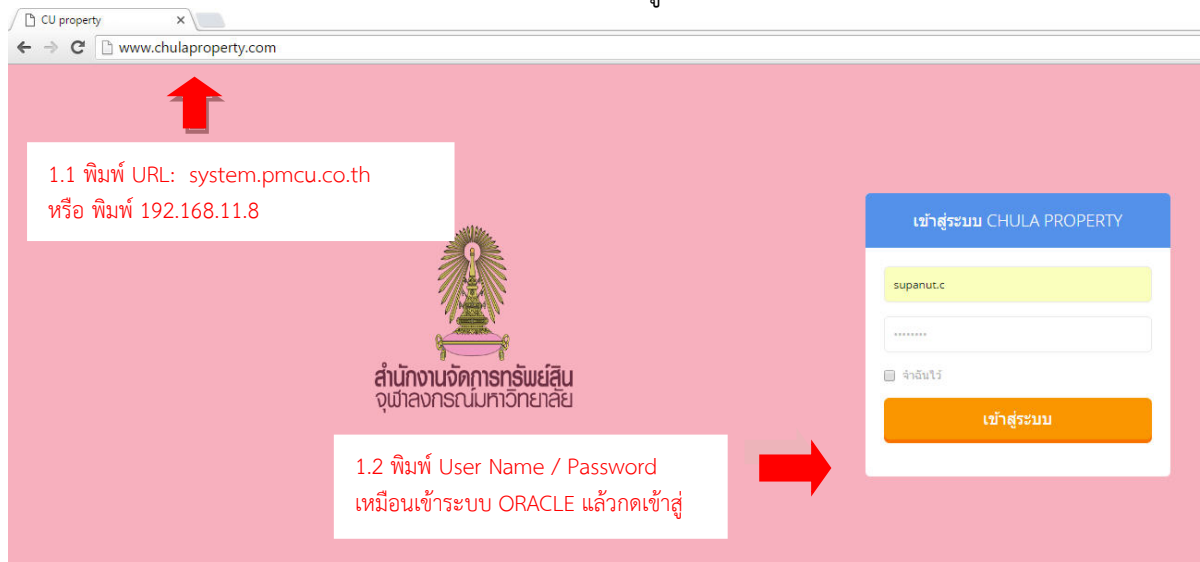 CU property
www.chulaproperty.com
1.1 พิมพ์ URL: system.pmcu.co.th
หรือ พิมพ์ 192.168.11.8
เข้าสู่ระบบ CHULA PROPERTY
supanut.c
........
จำฉันไว้
เข้าสู่ระบบ
สำนักงานจัดการทรัพย์สิน
จุฬาลงกรณ์มหาวิทยาลัย
1.2 พิมพ์ User Name / Password
เหมือนเข้าระบบ ORACLE แล้วกดเข้าสู่